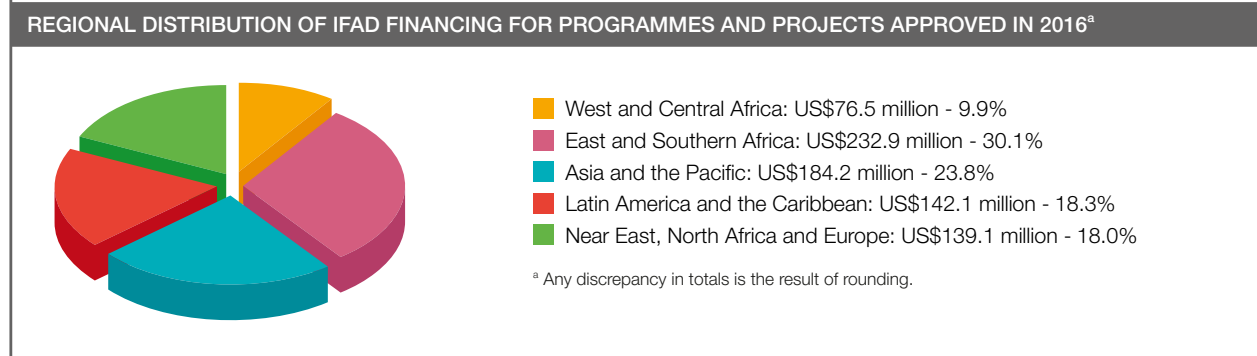 REGIONAL DISTRIBUTION OF IFAD FINANCING FOR PROGRAMMES AND PROJECTS APPROVED IN 2016ᵃ
West and Central Africa: US$76.5 million - 9.9%
East and Southern Africa: US$232.9 million - 30.1%
Asia and the Pacific: US$184.2 million - 23.8%
Latin America and the Caribbean: US$142.1 million - 18.3%
Near East, North Africa and Europe: US$139.1 million - 18.0%
ᵃ Any discrepancy in totals is the result of rounding.